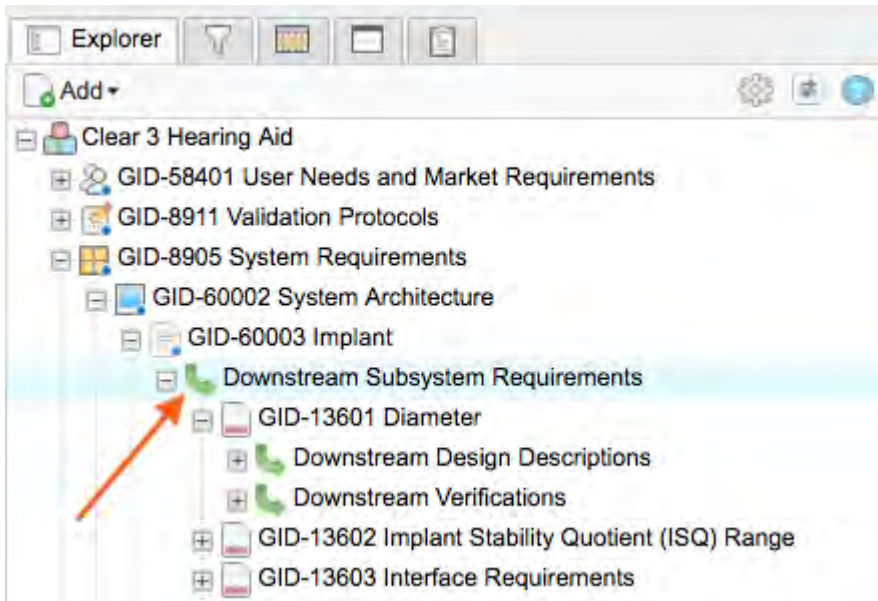 Explorer
Add
Clear 3 Hearing Aid
GID-58401 User Needs and Market Requirements
GID-8911 Validation Protocols
GID-8905 System Requirements
GID-60002 System Architecture
GID-60003 Implant
Downstream Subsystem Requirements
GID-13601 Diameter
Downstream Design Descriptions
Downstream Verifications
GID-13602 Implant Stability Quotient (ISQ) Range
GID-13603 Interface Requirements